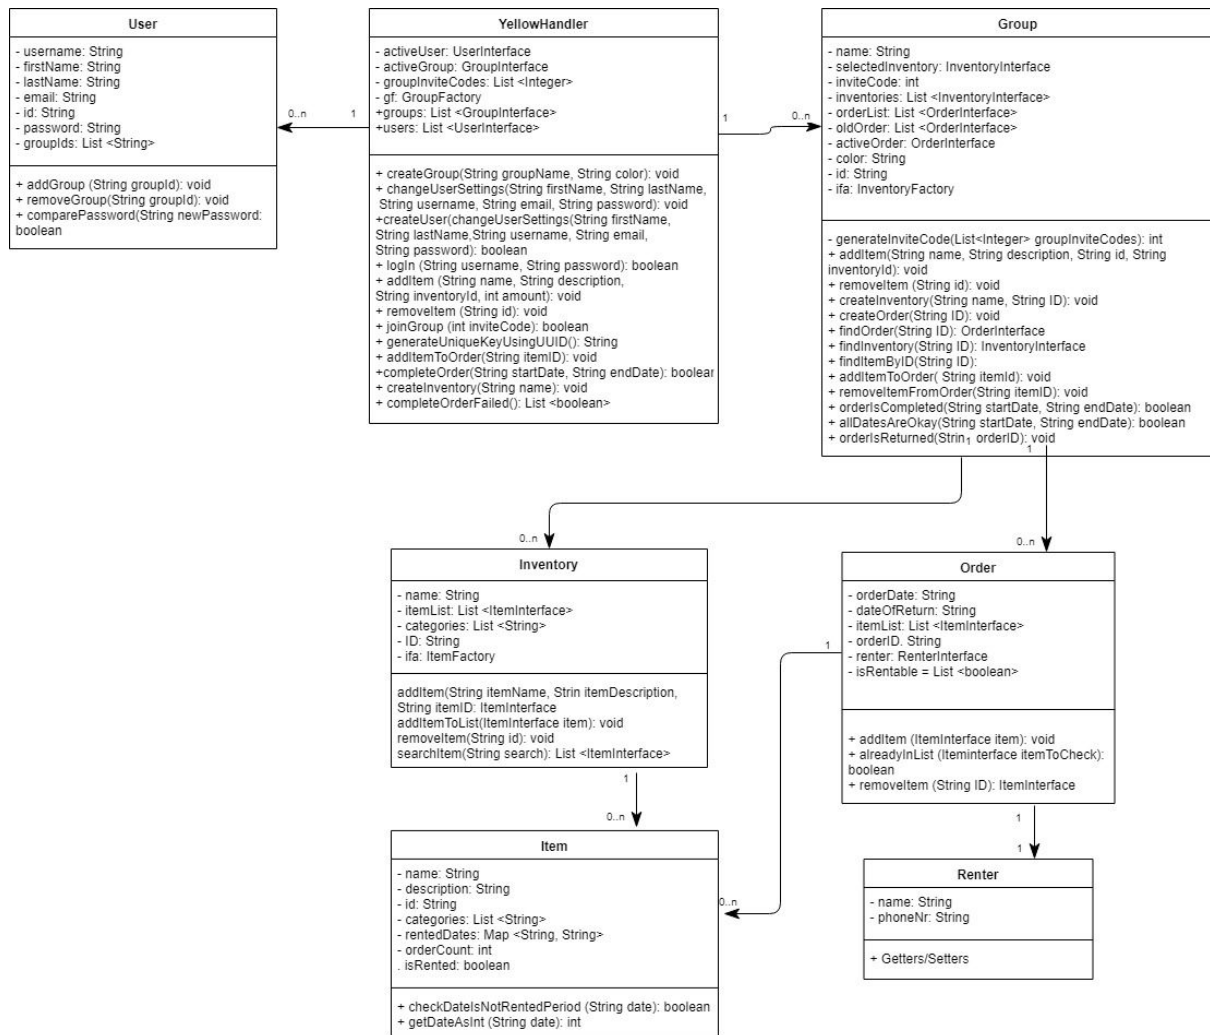 User
- username: String
- firstName: String
- lastName: String
- email: String
- id: String
- password: String
- groupIds: List <String>
+ addGroup (String groupId): void
+ removeGroup(String groupId): void
+ comparePassword(String newPassword:
boolean
0..n
1
YellowHandler
- activeUser: UserInterface
- activeGroup: GroupInterface
- groupInviteCodes: List <Integer>
- gf: GroupFactory
+groups: List <GroupInterface>
+users: List <UserInterface>
+ createGroup(String groupName, String color): void
+ changeUserSettings(String firstName, String lastName,
String username, String email, String password): void
+createUser(changeUserSettings(String firstName,
String lastName,String username, String email,
String password): boolean
+ logIn (String username, String password): boolean
+ addItem (String name, String description,
String inventoryId, int amount): void
+ removeItem (String id): void
+ joinGroup (int inviteCode): boolean
+ generateUniqueKeyUsingUUID(): String
+ addItemToOrder(String itemID): void
+completeOrder(String startDate, String endDate): boolean
+ createInventory(String name): void
+ completeOrderFailed(): List <boolean>
1
0..n
Group
- name: String
- selectedInventory: InventoryInterface
- inviteCode: int
- inventories: List <InventoryInterface>
- orderList: List <OrderInterface>
- oldOrder: List <OrderInterface>
- activeOrder: OrderInterface
- color: String
- id: String
- ifa: InventoryFactory
- generateInviteCode(List<Integer> groupInviteCodes): int
+ addItem(String name, String description, String id, String
inventoryId): void
+ removeItem (String id): void
+ createInventory(String name, String ID): void
+ createOrder(String ID): void
+ findOrder(String ID): OrderInterface
+ findInventory(String ID): InventoryInterface
+ findItemByID(String ID):
+ addItemToOrder( String itemId): void
+ removeItemFromOrder(String itemID): void
+ orderIsCompleted(String startDate, String endDate): boolean
+ allDatesAreOkay(String startDate, String endDate): boolean
+ orderIsReturned(Strin1 orderID): void
1
0..n
0..n
Inventory
- name: String
- itemList: List <ItemInterface>
- categories: List <String>
- ID: String
- ifa: ItemFactory
addItem(String itemName, Strin itemDescription,
String itemID: ItemInterface
addItemToList(ItemInterface item): void
removeItem(String id): void
searchItem(String search): List <ItemInterface>
1
0..n
Order
- orderDate: String
- dateOfReturn: String
- itemList: List <ItemInterface>
- orderID. String
- renter: RenterInterface
- isRentable = List <boolean>
+ addItem (ItemInterface item): void
+ alreadyInList (Iteminterface itemToCheck):
boolean
+ removeItem (String ID): ItemInterface
1
0..n
1
1
Item
- name: String
- description: String
- id: String
- categories: List <String>
- rentedDates: Map <String, String>
- orderCount: int
. isRented: boolean
+ checkDateIsNotRentedPeriod (String date): boolean
+ getDateAsInt (String date): int
Renter
- name: String
- phoneNr: String
+ Getters/Setters